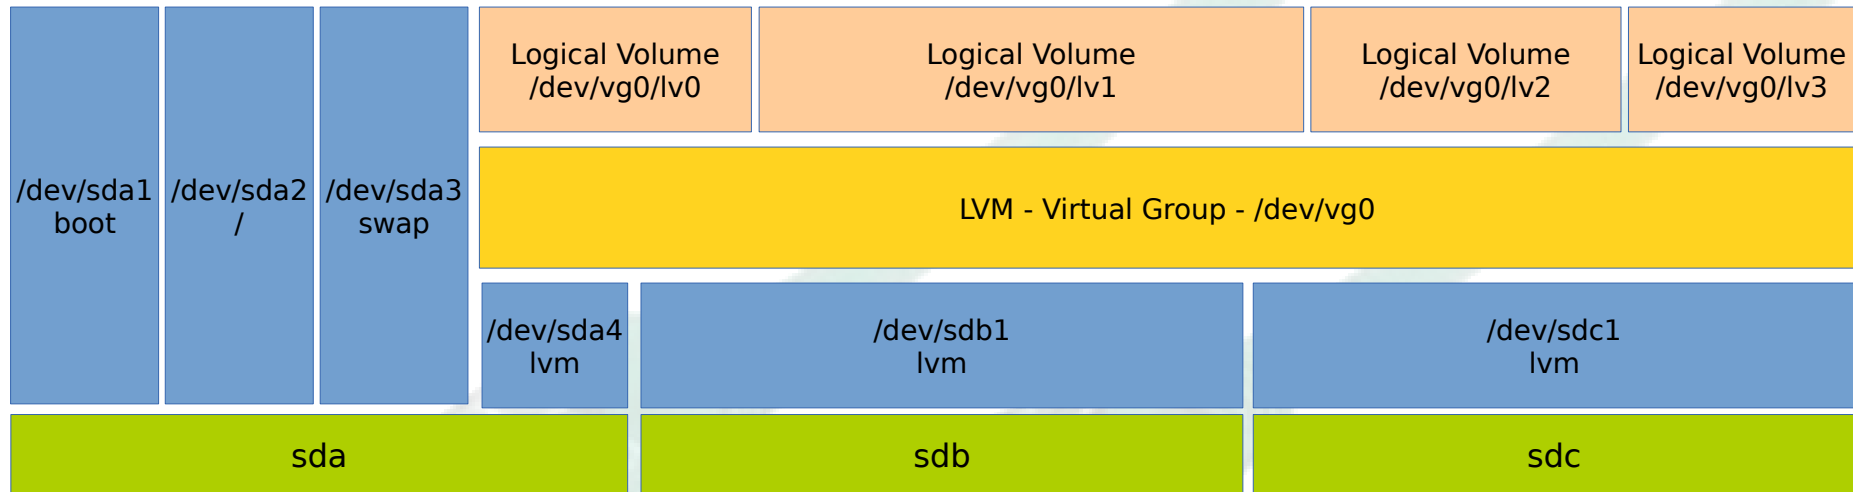 /dev/sda1
boot
/dev/sda2
/
/dev/sda3
swap
Logical Volume
/dev/vg0/lv0
Logical Volume
/dev/vg0/lv1
Logical Volume
/dev/vg0/lv2
Logical Volume
/dev/vg0/lv3
LVM - Virtual Group - /dev/vg0
/dev/sda4
lvm
/dev/sdb1
lvm
/dev/sdc1
lvm
sda
sdb
sdc